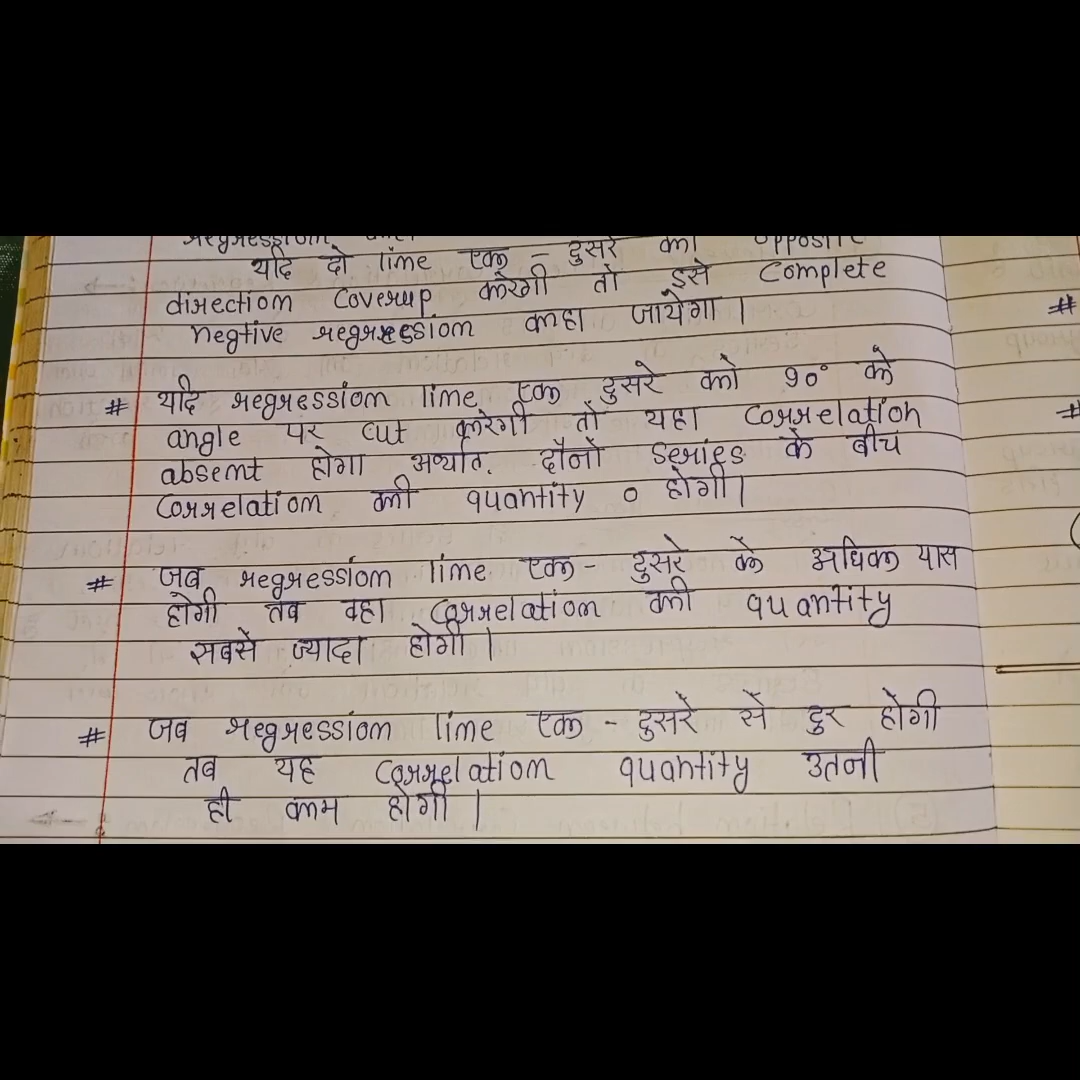 regression
यदि दो line एक - दुसरे को opposite
direction coverup करेगी तो इसे complete
negtive regression कहा जायेगा।
# यदि regression line एक दुसरे को 90° के
angle पर cut करेगी तो यहा correlation
absent होगा अर्थात दौनों series के बीच
correlation की quantity 0 होगी।
# जब regression line एक - दुसरे के अधिक पास
होगी तब वहा correlation की quantity
सबसे ज्यादा होगी।
# जब regression line एक - दुसरे से दुर होगी
तब यह correlation quantity उतनी
ही कम होगी।
#
#